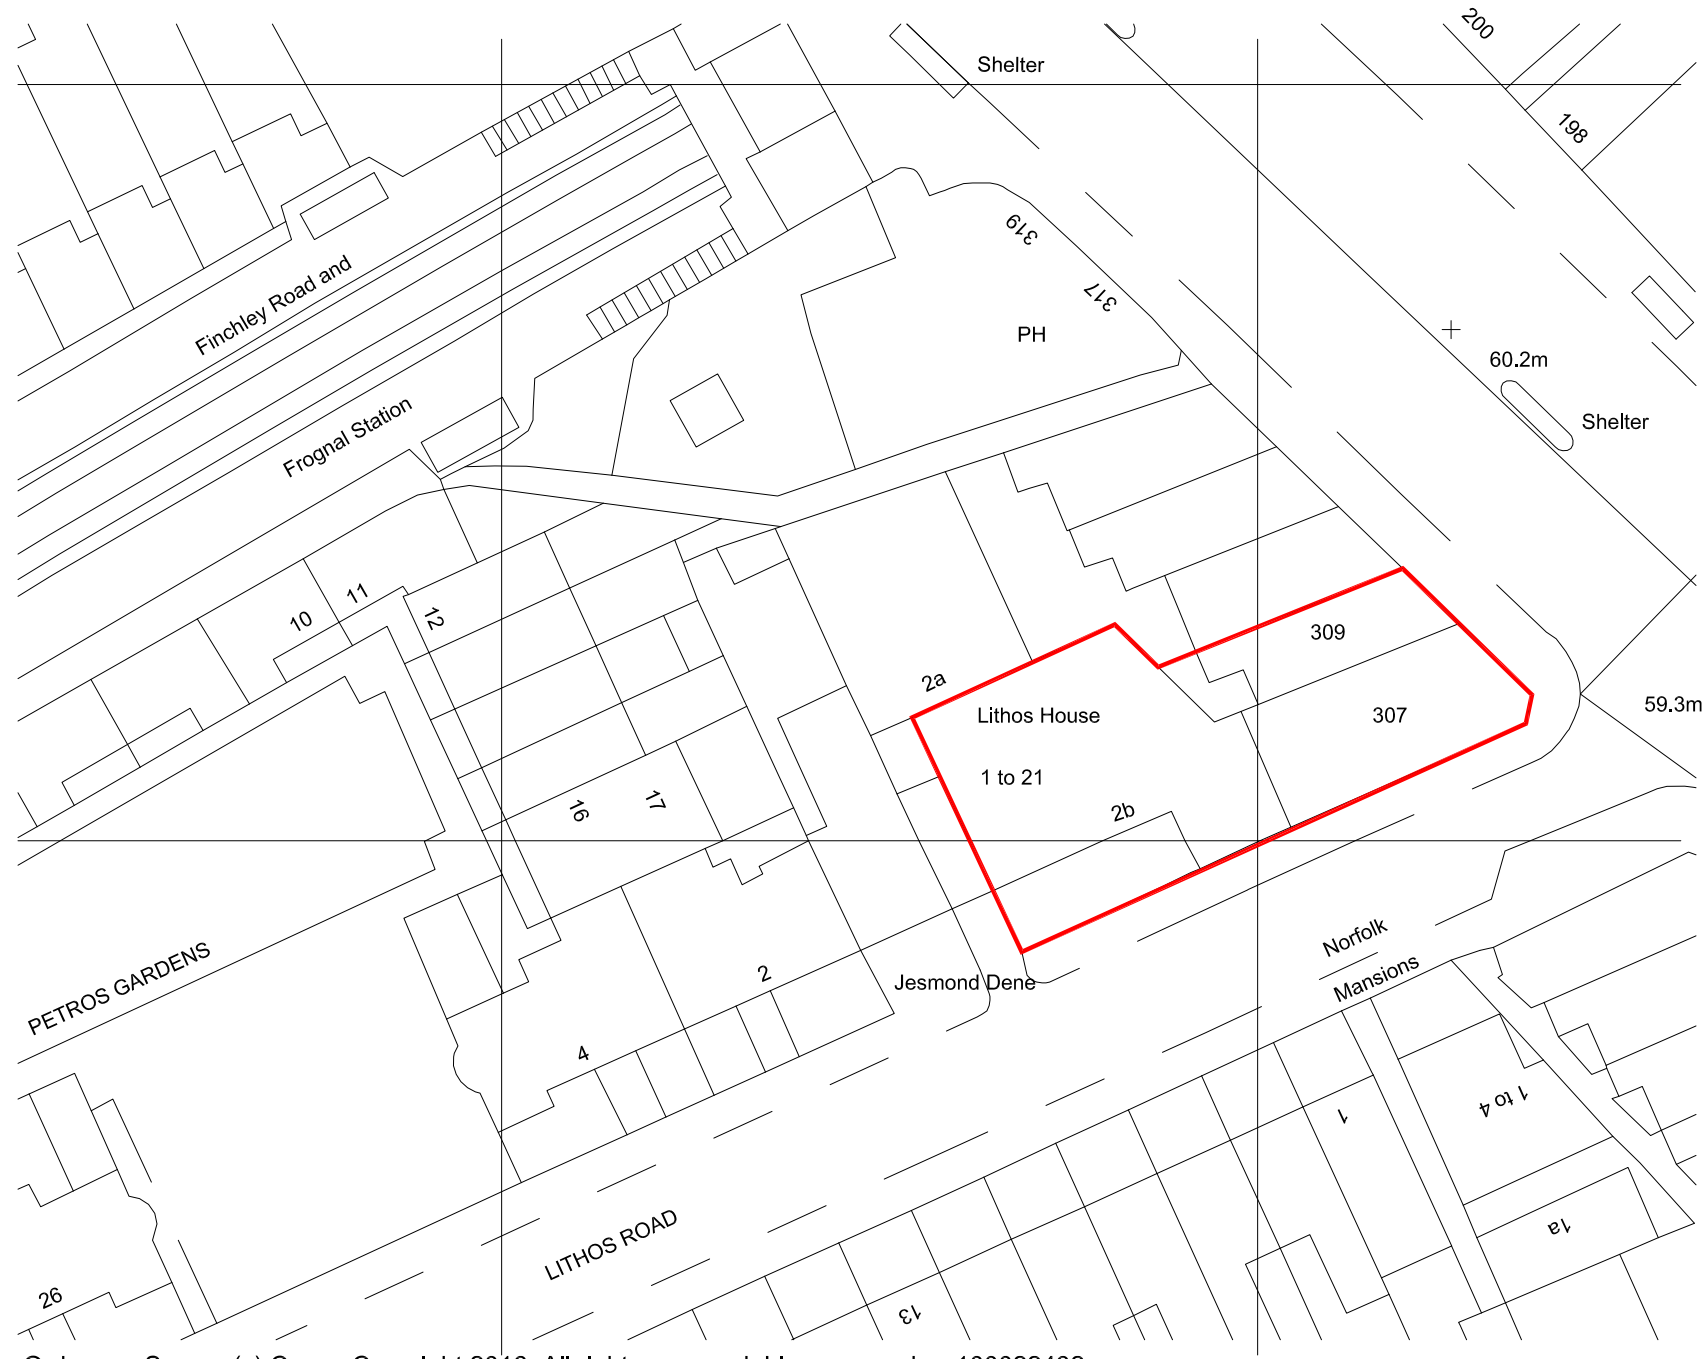 200
Shelter
198
319
Finchley Road and
317
PH
60.2m
Shelter
Frognal Station
10
11
12
309
2a
59.3m
Lithos House
307
1 to 21
16
17
2b
Norfolk
PETROS GARDENS
2
Jesmond Dene
Mansions
4
1
1 to 4
LITHOS ROAD
1a
26
13